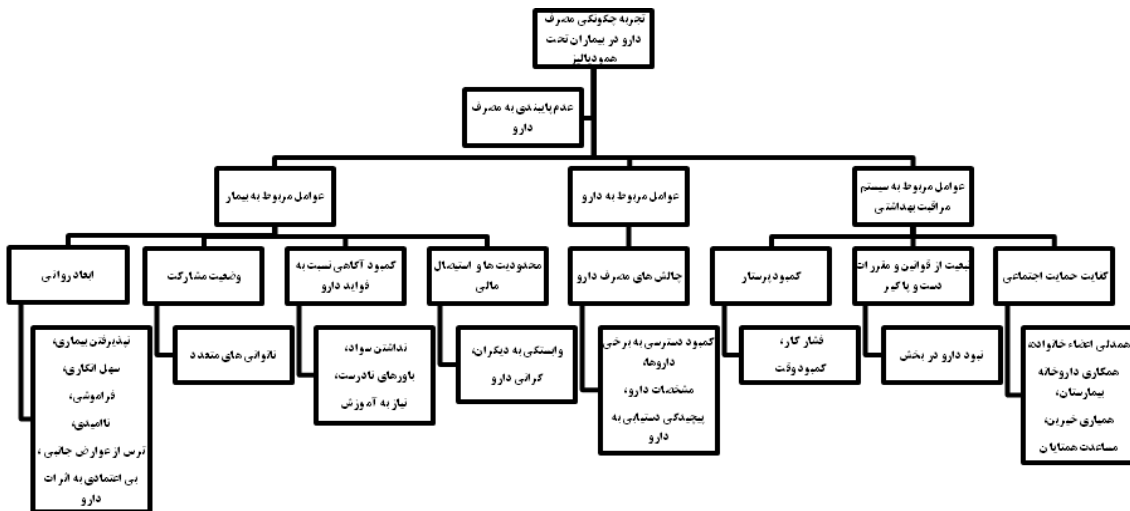 تجربه چگونگی مصرف
دارو در بیماران تحت
همودیالیز
عدم پایبندی به مصرف
دارو
عوامل مربوط به سیستم
مراقبت بهداشتی
عوامل مربوط به دارو
عوامل مربوط به بیمار
کفایت حمایت اجتماعی
تبعیت از قوانین و مقررات
دست و پاگیر
کمبود پرستار
چالش های مصرف دارو
محدودیت ها و استیصال
مالی
کمبود آگاهی نسبت به
فواید دارو
وضعیت مشارکت
ابعاد روانی
همدلی اعضاء خانواده،
همکاری داروخانه
بیمارستان،
همیاری خیرین،
مساعدت همتایان
نبود دارو در بخش
فشار کار،
کمبود وقت
کمبود دسترسی به برخی
داروها،
مشخصات دارو،
پیچیدگی دستیابی به
دارو
وابستگی به دیگران،
گرانی دارو
نداشتن سواد،
باورهای نادرست،
نیاز به آموزش
ناتوانی های متعدد
نپذیرفتن بیماری،
سهل انگاری،
فراموشی،
ناامیدی،
ترس از عوارض جانبی،
بی اعتمادی به اثرات
دارو